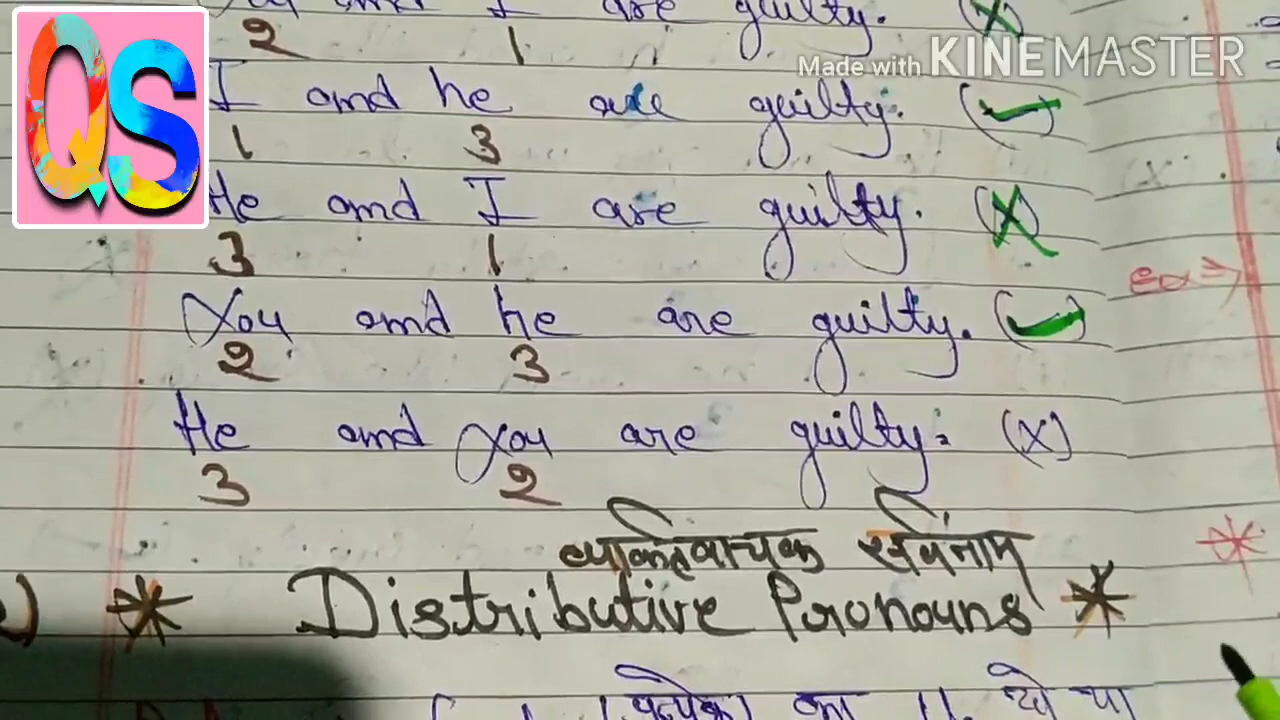 I are guilty. (x)
2 1
Made with KINEMASTER
QS
I and he are guilty. (✓)
1 3
He and I are guilty. (x)
3 1
ex⇒
You and he are guilty. (✓)
2 3
He and you are guilty: (x)
3 2
व्यक्तिवाचक सर्वनाम
* Distributive Pronouns *